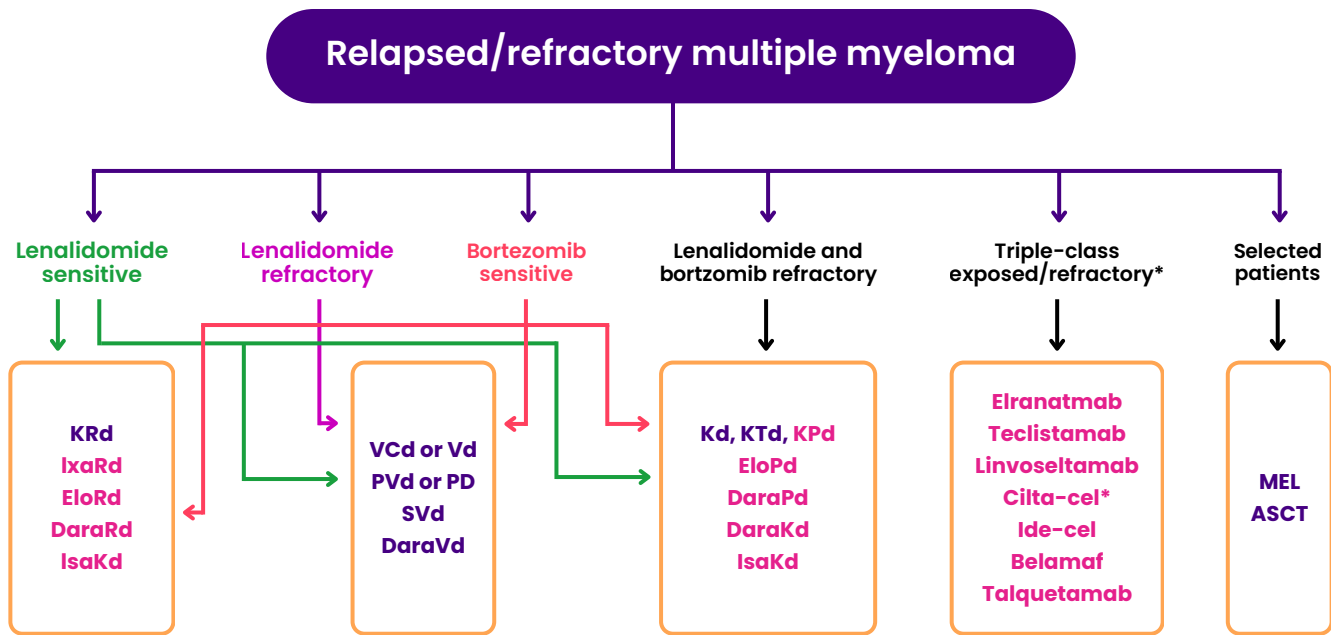 Relapsed/refractory multiple myeloma
Lenalidomide
sensitive
Lenalidomide
refractory
Bortezomib
sensitive
Lenalidomide and
bortzomib refractory
Triple-class
exposed/refractory*
Selected
patients
KRd
IxaRd
EloRd
DaraRd
IsaKd
VCd or Vd
PVd or PD
SVd
DaraVd
Kd, KTd, KPd
EloPd
DaraPd
DaraKd
IsaKd
Elranatmab
Teclistamab
Linvoseltamab
Cilta-cel*
Ide-cel
Belamaf
Talquetamab
MEL
ASCT